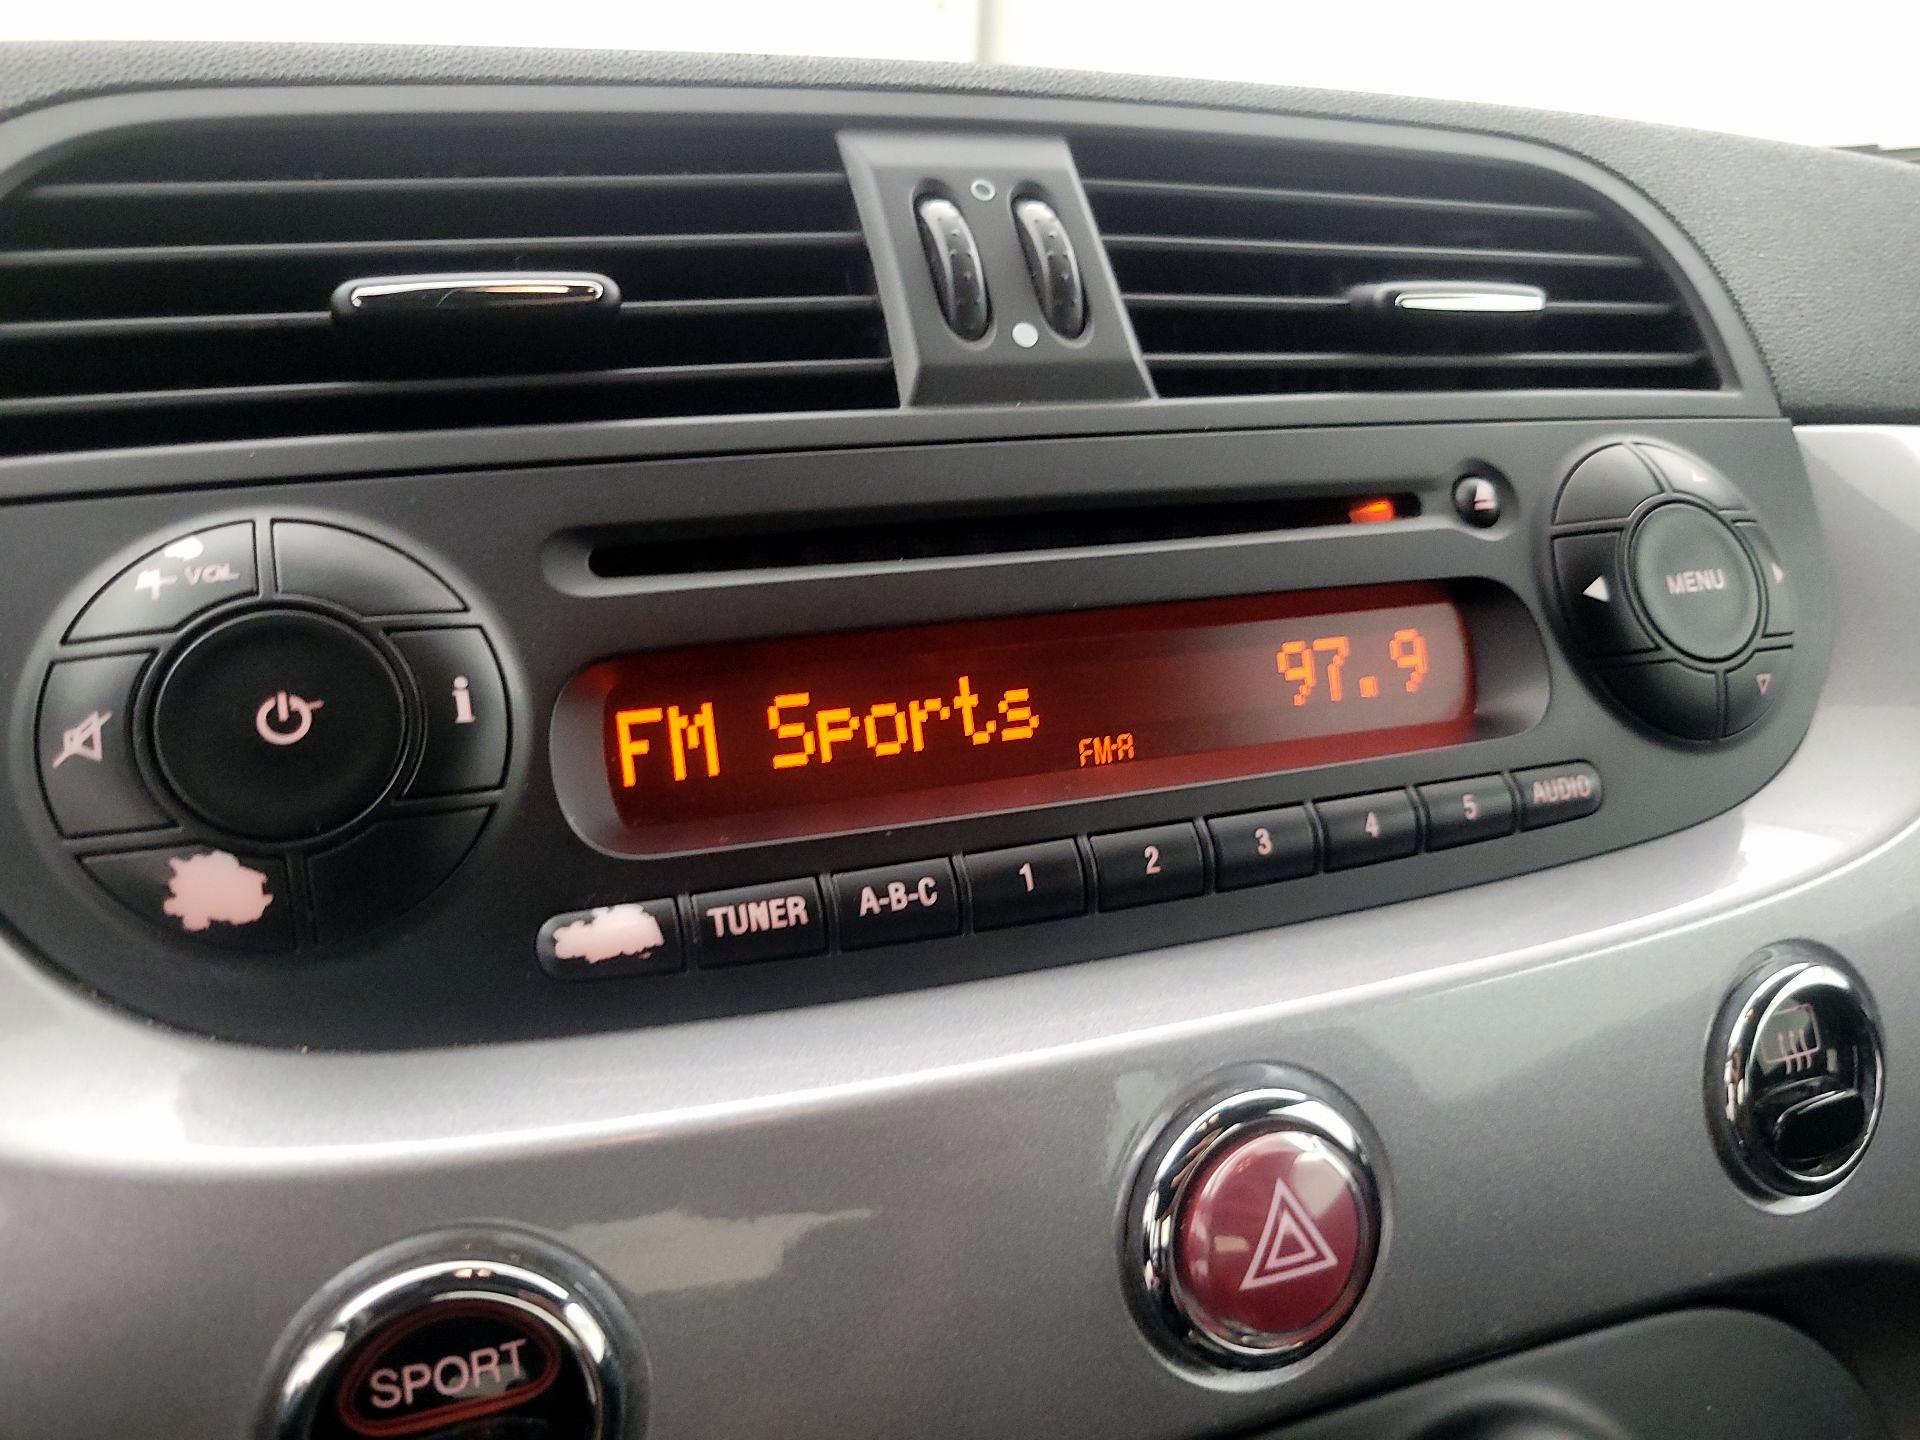 VOL
MENU
i
FM Sports 97.9
FM-A
TUNER A-B-C 1 2 3 4 5 AUDIO
SPORT